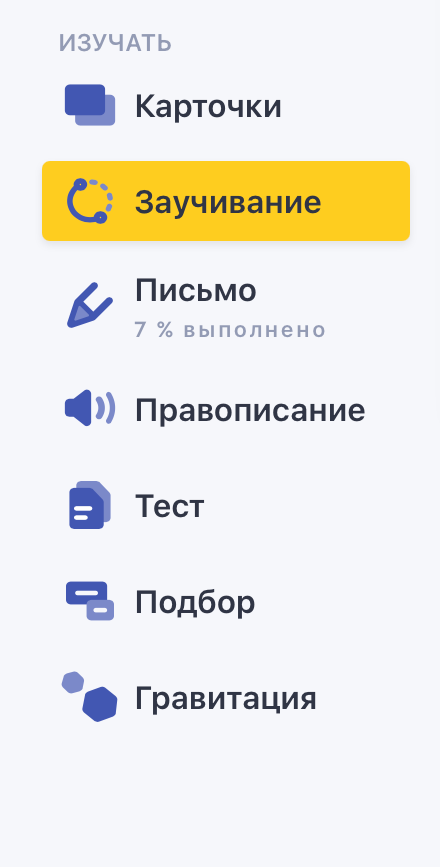 ИЗУЧАТЬ
Карточки
Заучивание
Письмо
7 % выполнено
Правописание
Тест
Подбор
Гравитация